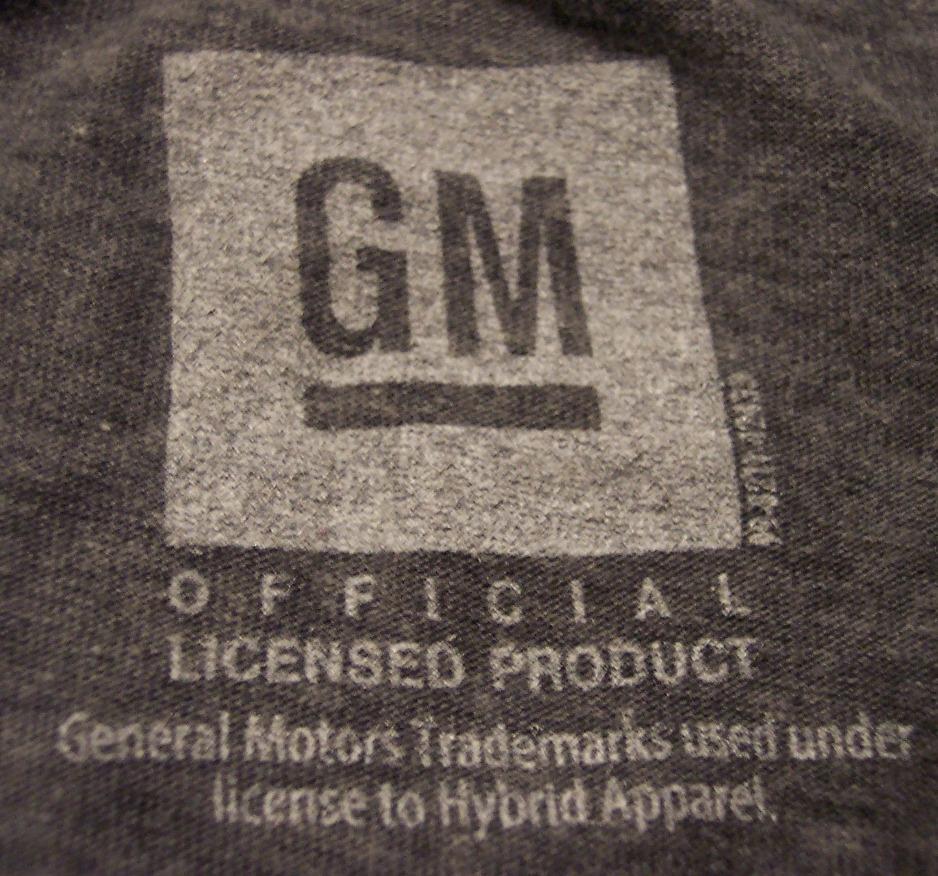 GM
OFFICIAL
LICENSED PRODUCT
General Motors Trademarks used under
license to Hybrid Apparel.